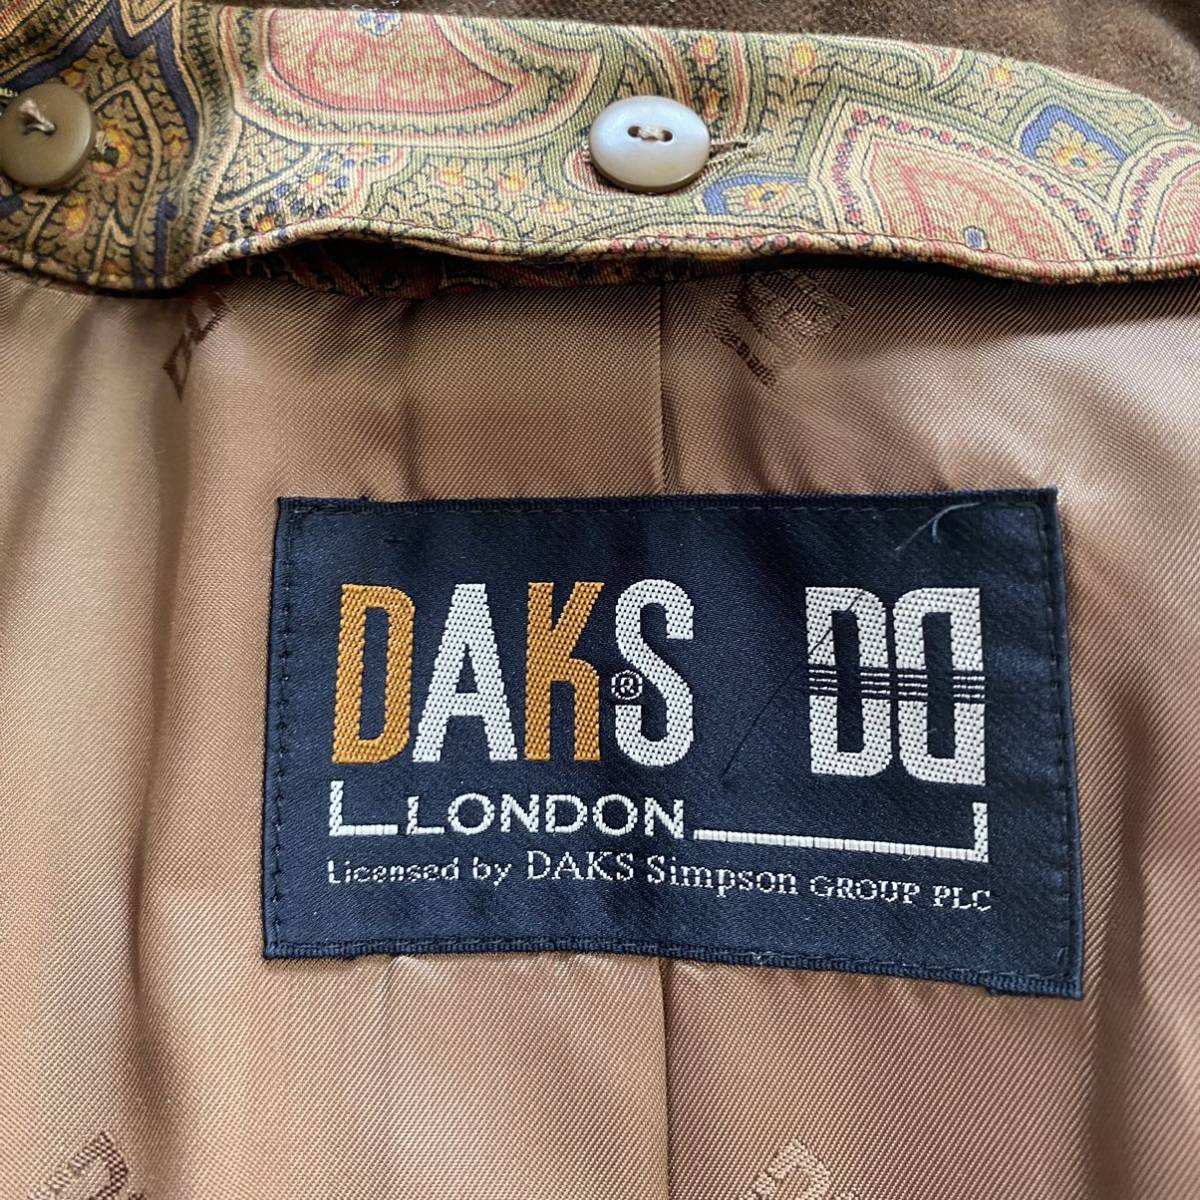 DAKS® DD
LONDON
Licensed by DAKS Simpson GROUP PLC